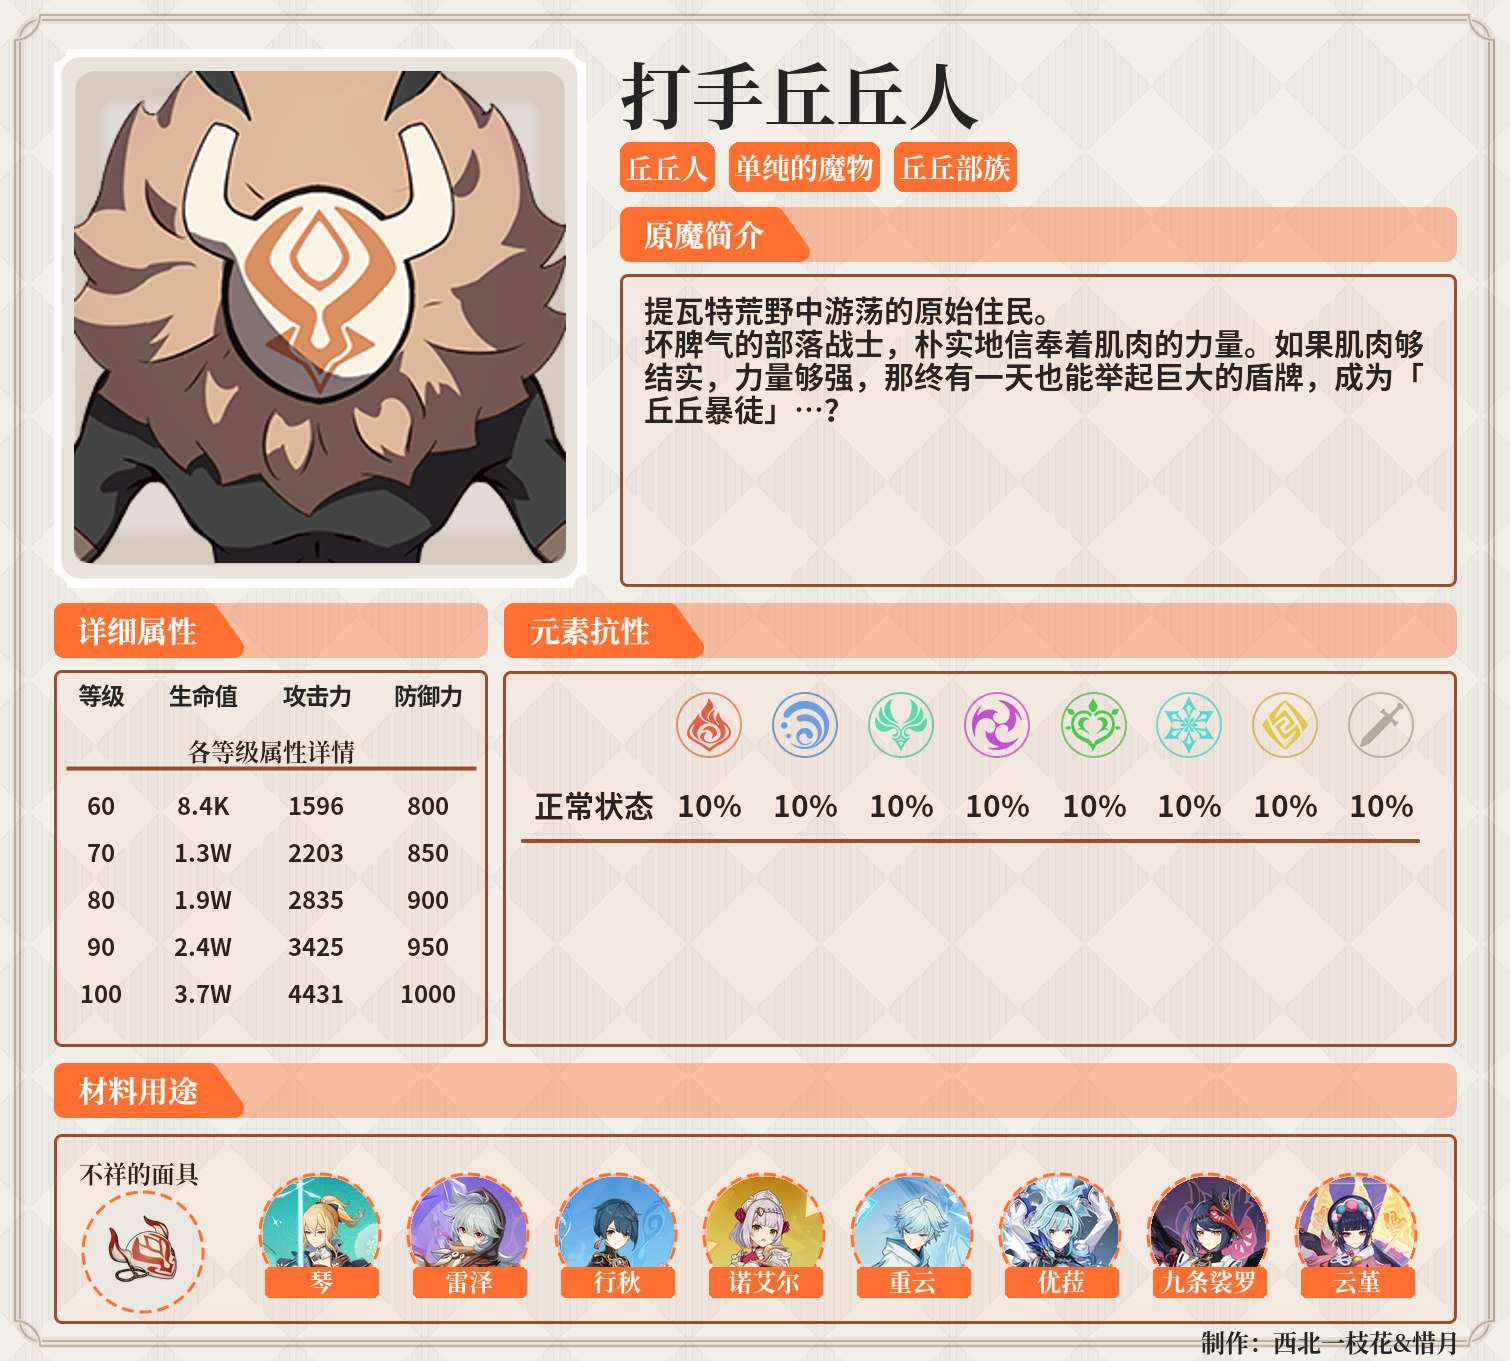 打手丘丘人
丘丘人 单纯的魔物 丘丘部族
原魔简介
提瓦特荒野中游荡的原始住民。
坏脾气的部落战士，朴实地信奉着肌肉的力量。如果肌肉够
结实，力量够强，那终有一天也能举起巨大的盾牌，成为「
丘丘暴徒」…？
详细属性
等级 生命值 攻击力 防御力
各等级属性详情
60 8.4K 1596 800
70 1.3W 2203 850
80 1.9W 2835 900
90 2.4W 3425 950
100 3.7W 4431 1000
元素抗性
正常状态 10% 10% 10% 10% 10% 10% 10% 10%
材料用途
不祥的面具
琴 雷泽 行秋 诺艾尔 重云 优菈 九条裟罗 云堇
制作：西北一枝花&惜月